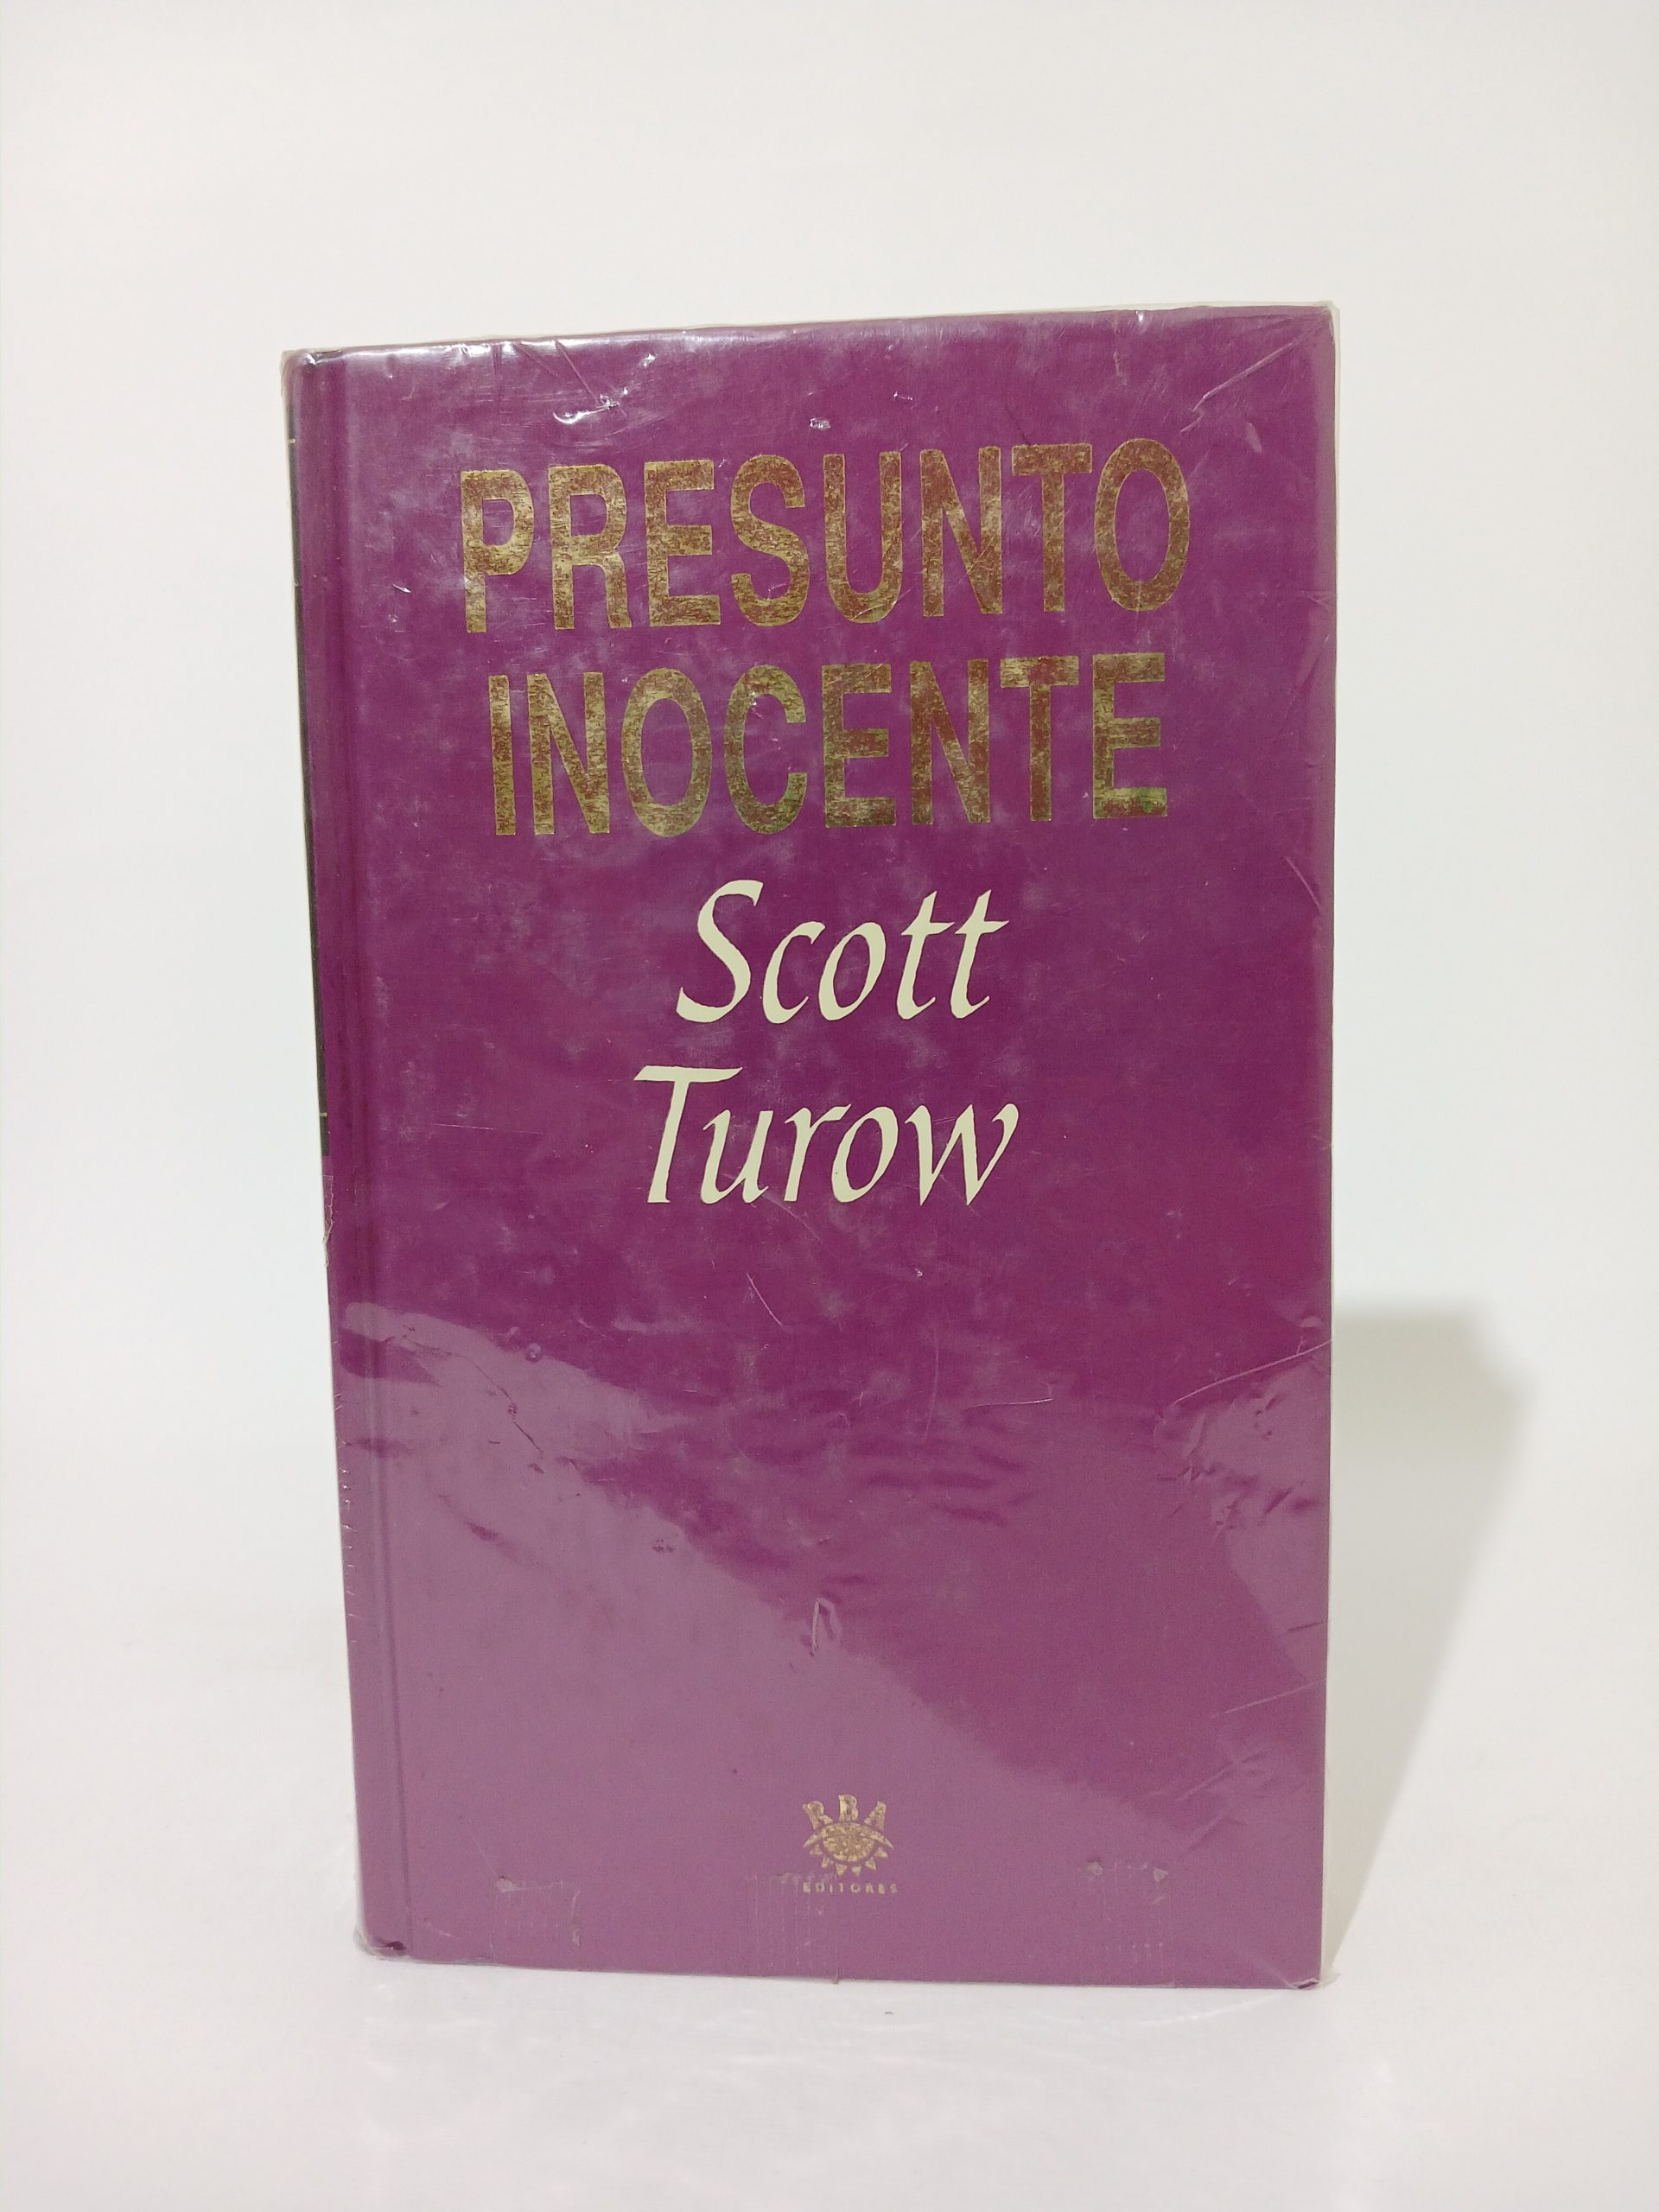 PRESUNTO
INOCENTE
Scott
Turow
RBA
EDITORES